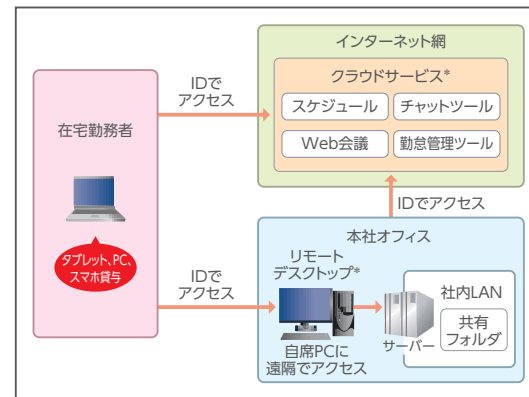 インターネット網
クラウドサービス*
スケジュール
チャットツール
Web会議
勤怠管理ツール
IDで
アクセス
在宅勤務者
タブレット、PC、
スマホ貸与
IDでアクセス
本社オフィス
IDで
アクセス
リモート
デスクトップ*
自席PCに
遠隔でアクセス
サーバー
社内LAN
共有
フォルダ